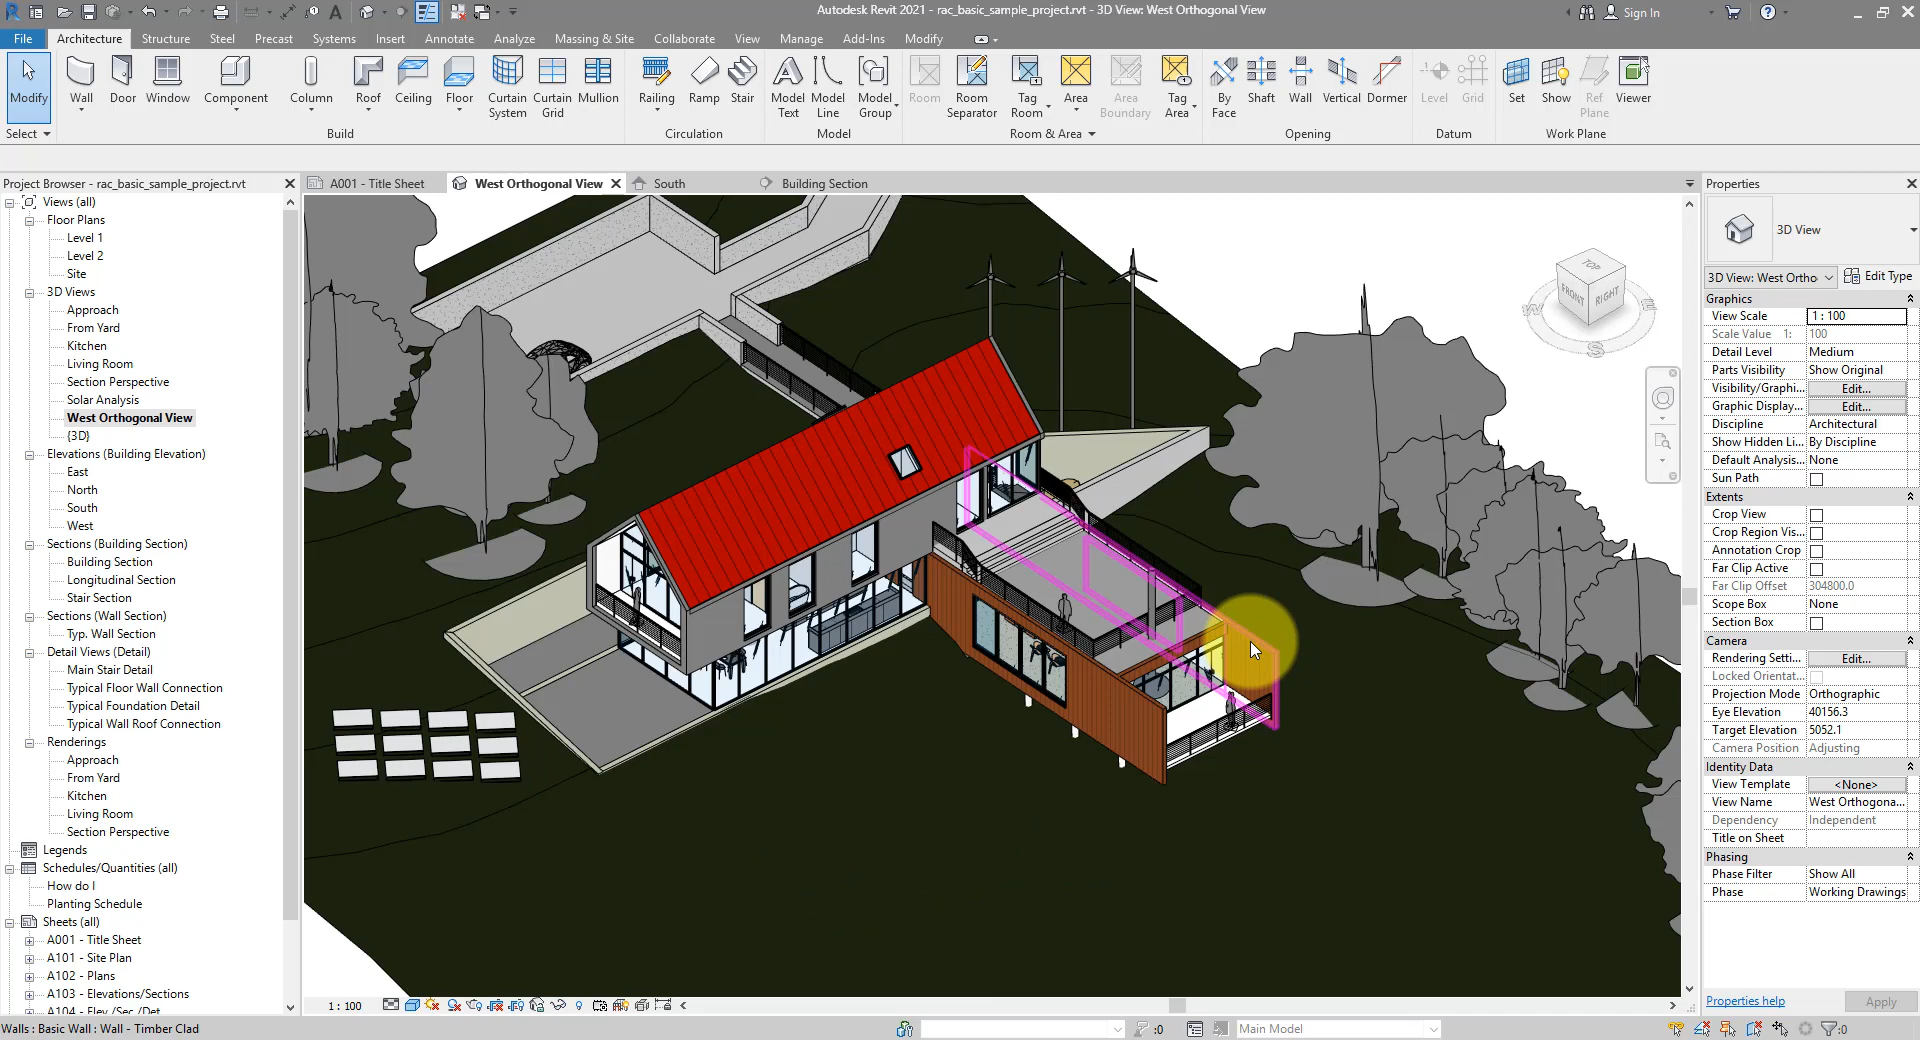 Autodesk Revit 2021 - rac_basic_sample_project.rvt - 3D View: West Orthogonal View
Sign In
File Architecture Structure Steel Precast Systems Insert Annotate Analyze Massing & Site Collaborate View Manage Add-Ins Modify
Modify Wall Door Window Component Column Roof Ceiling Floor Curtain System Curtain Grid Mullion Railing Ramp Stair Model Text Model Line Model Group Room Room Separator Tag Room Area Area Boundary Tag Area By Face Shaft Wall Vertical Dormer Level Grid Set Show Ref Plane Viewer
Select Build Circulation Model Room & Area Opening Datum Work Plane
Project Browser - rac_basic_sample_project.rvt
Views (all)
Floor Plans
Level 1
Level 2
Site
3D Views
Approach
From Yard
Kitchen
Living Room
Section Perspective
Solar Analysis
West Orthogonal View
{3D}
Elevations (Building Elevation)
East
North
South
West
Sections (Building Section)
Building Section
Longitudinal Section
Stair Section
Sections (Wall Section)
Typ. Wall Section
Detail Views (Detail)
Main Stair Detail
Typical Floor Wall Connection
Typical Foundation Detail
Typical Wall Roof Connection
Renderings
Approach
From Yard
Kitchen
Living Room
Section Perspective
Legends
Schedules/Quantities (all)
How do I
Planting Schedule
Sheets (all)
A001 - Title Sheet
A101 - Site Plan
A102 - Plans
A103 - Elevations/Sections
A104 - Elev./Sec./Det.
A001 - Title Sheet West Orthogonal View South Building Section
TOP
FRONT RIGHT
W E
S
1 : 100
Properties
3D View
3D View: West Ortho Edit Type
Graphics
View Scale 1 : 100
Scale Value 1: 100
Detail Level Medium
Parts Visibility Show Original
Visibility/Graphi... Edit...
Graphic Display... Edit...
Discipline Architectural
Show Hidden Li... By Discipline
Default Analysis... None
Sun Path
Extents
Crop View
Crop Region Vis...
Annotation Crop
Far Clip Active
Far Clip Offset 304800.0
Scope Box None
Section Box
Camera
Rendering Setti... Edit...
Locked Orientat...
Projection Mode Orthographic
Eye Elevation 40156.3
Target Elevation 5052.1
Camera Position Adjusting
Identity Data
View Template <None>
View Name West Orthogona...
Dependency Independent
Title on Sheet
Phasing
Phase Filter Show All
Phase Working Drawings
Properties help Apply
Walls : Basic Wall : Wall - Timber Clad
:0
Main Model
:0